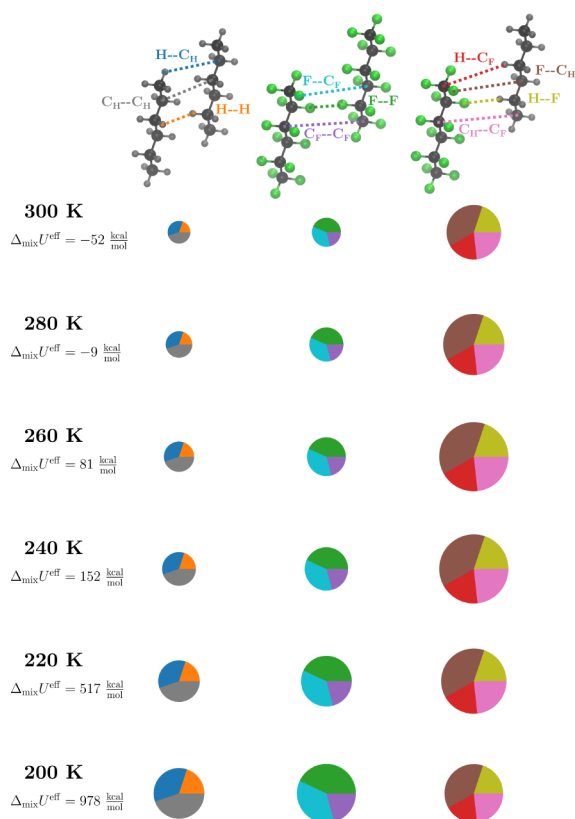 H--C_H
H--C_F
F--C_H
F--C_F
C_H--C_H
H--F
F--F
H--H
C_F--C_F
C_H--C_F
300 K
Δ_mix U^eff = −52 kcal/mol
280 K
Δ_mix U^eff = −9 kcal/mol
260 K
Δ_mix U^eff = 81 kcal/mol
240 K
Δ_mix U^eff = 152 kcal/mol
220 K
Δ_mix U^eff = 517 kcal/mol
200 K
Δ_mix U^eff = 978 kcal/mol